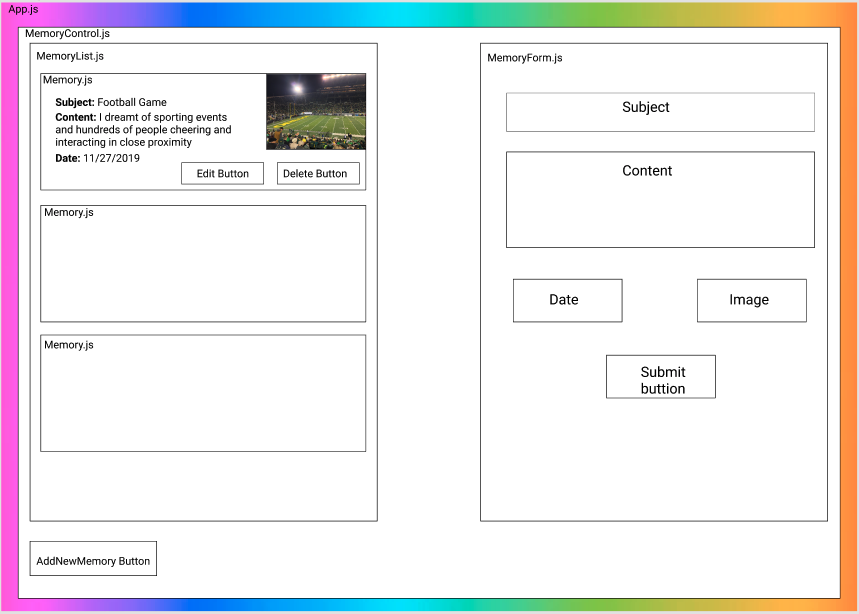 App.js
MemoryControl.js
MemoryList.js
Memory.js
Subject: Football Game
Content: I dreamt of sporting events
and hundreds of people cheering and
interacting in close proximity
Date: 11/27/2019
Edit Button
Delete Button
Memory.js
Memory.js
AddNewMemory Button
MemoryForm.js
Subject
Content
Date
Image
Submit
buttion